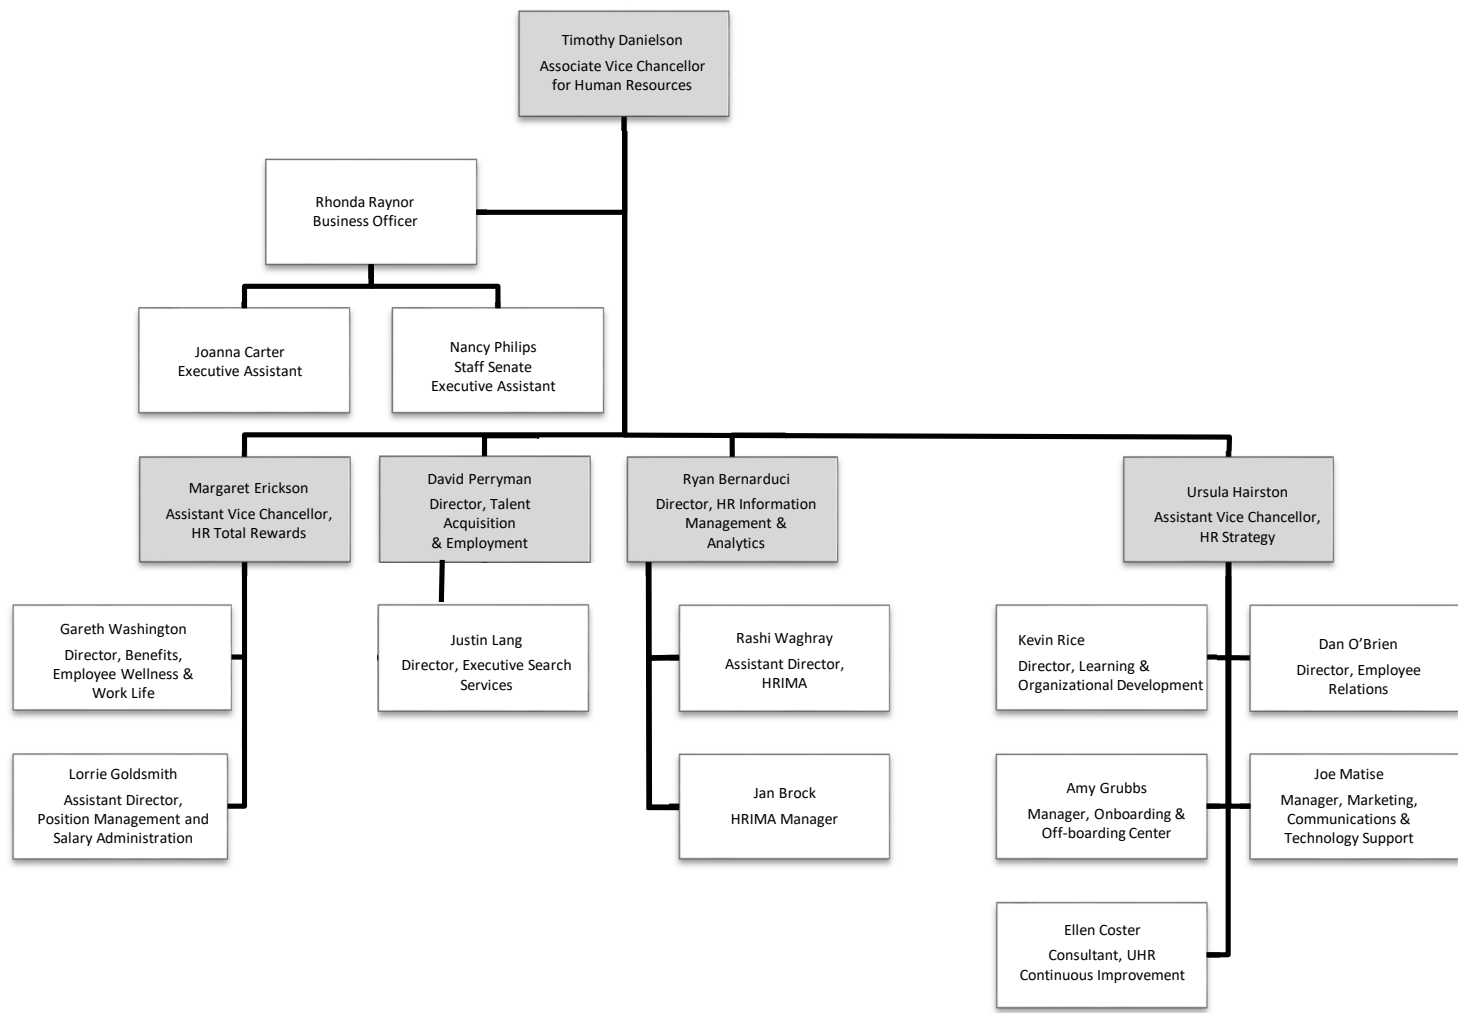 Timothy Danielson
Associate Vice Chancellor
for Human Resources
Rhonda Raynor
Business Officer
Joanna Carter
Executive Assistant
Nancy Philips
Staff Senate
Executive Assistant
Margaret Erickson
Assistant Vice Chancellor,
HR Total Rewards
David Perryman
Director, Talent
Acquisition
& Employment
Ryan Bernarduci
Director, HR Information
Management &
Analytics
Ursula Hairston
Assistant Vice Chancellor,
HR Strategy
Gareth Washington
Director, Benefits,
Employee Wellness &
Work Life
Justin Lang
Director, Executive Search
Services
Rashi Waghray
Assistant Director,
HRIMA
Kevin Rice
Director, Learning &
Organizational Development
Dan O’Brien
Director, Employee
Relations
Lorrie Goldsmith
Assistant Director,
Position Management and
Salary Administration
Jan Brock
HRIMA Manager
Amy Grubbs
Manager, Onboarding &
Off-boarding Center
Joe Matise
Manager, Marketing,
Communications &
Technology Support
Ellen Coster
Consultant, UHR
Continuous Improvement